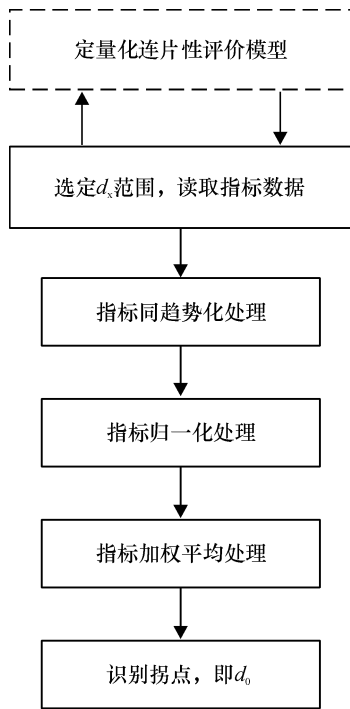 定量化连片性评价模型
选定dx范围，读取指标数据
指标同趋势化处理
指标归一化处理
指标加权平均处理
识别拐点，即d0